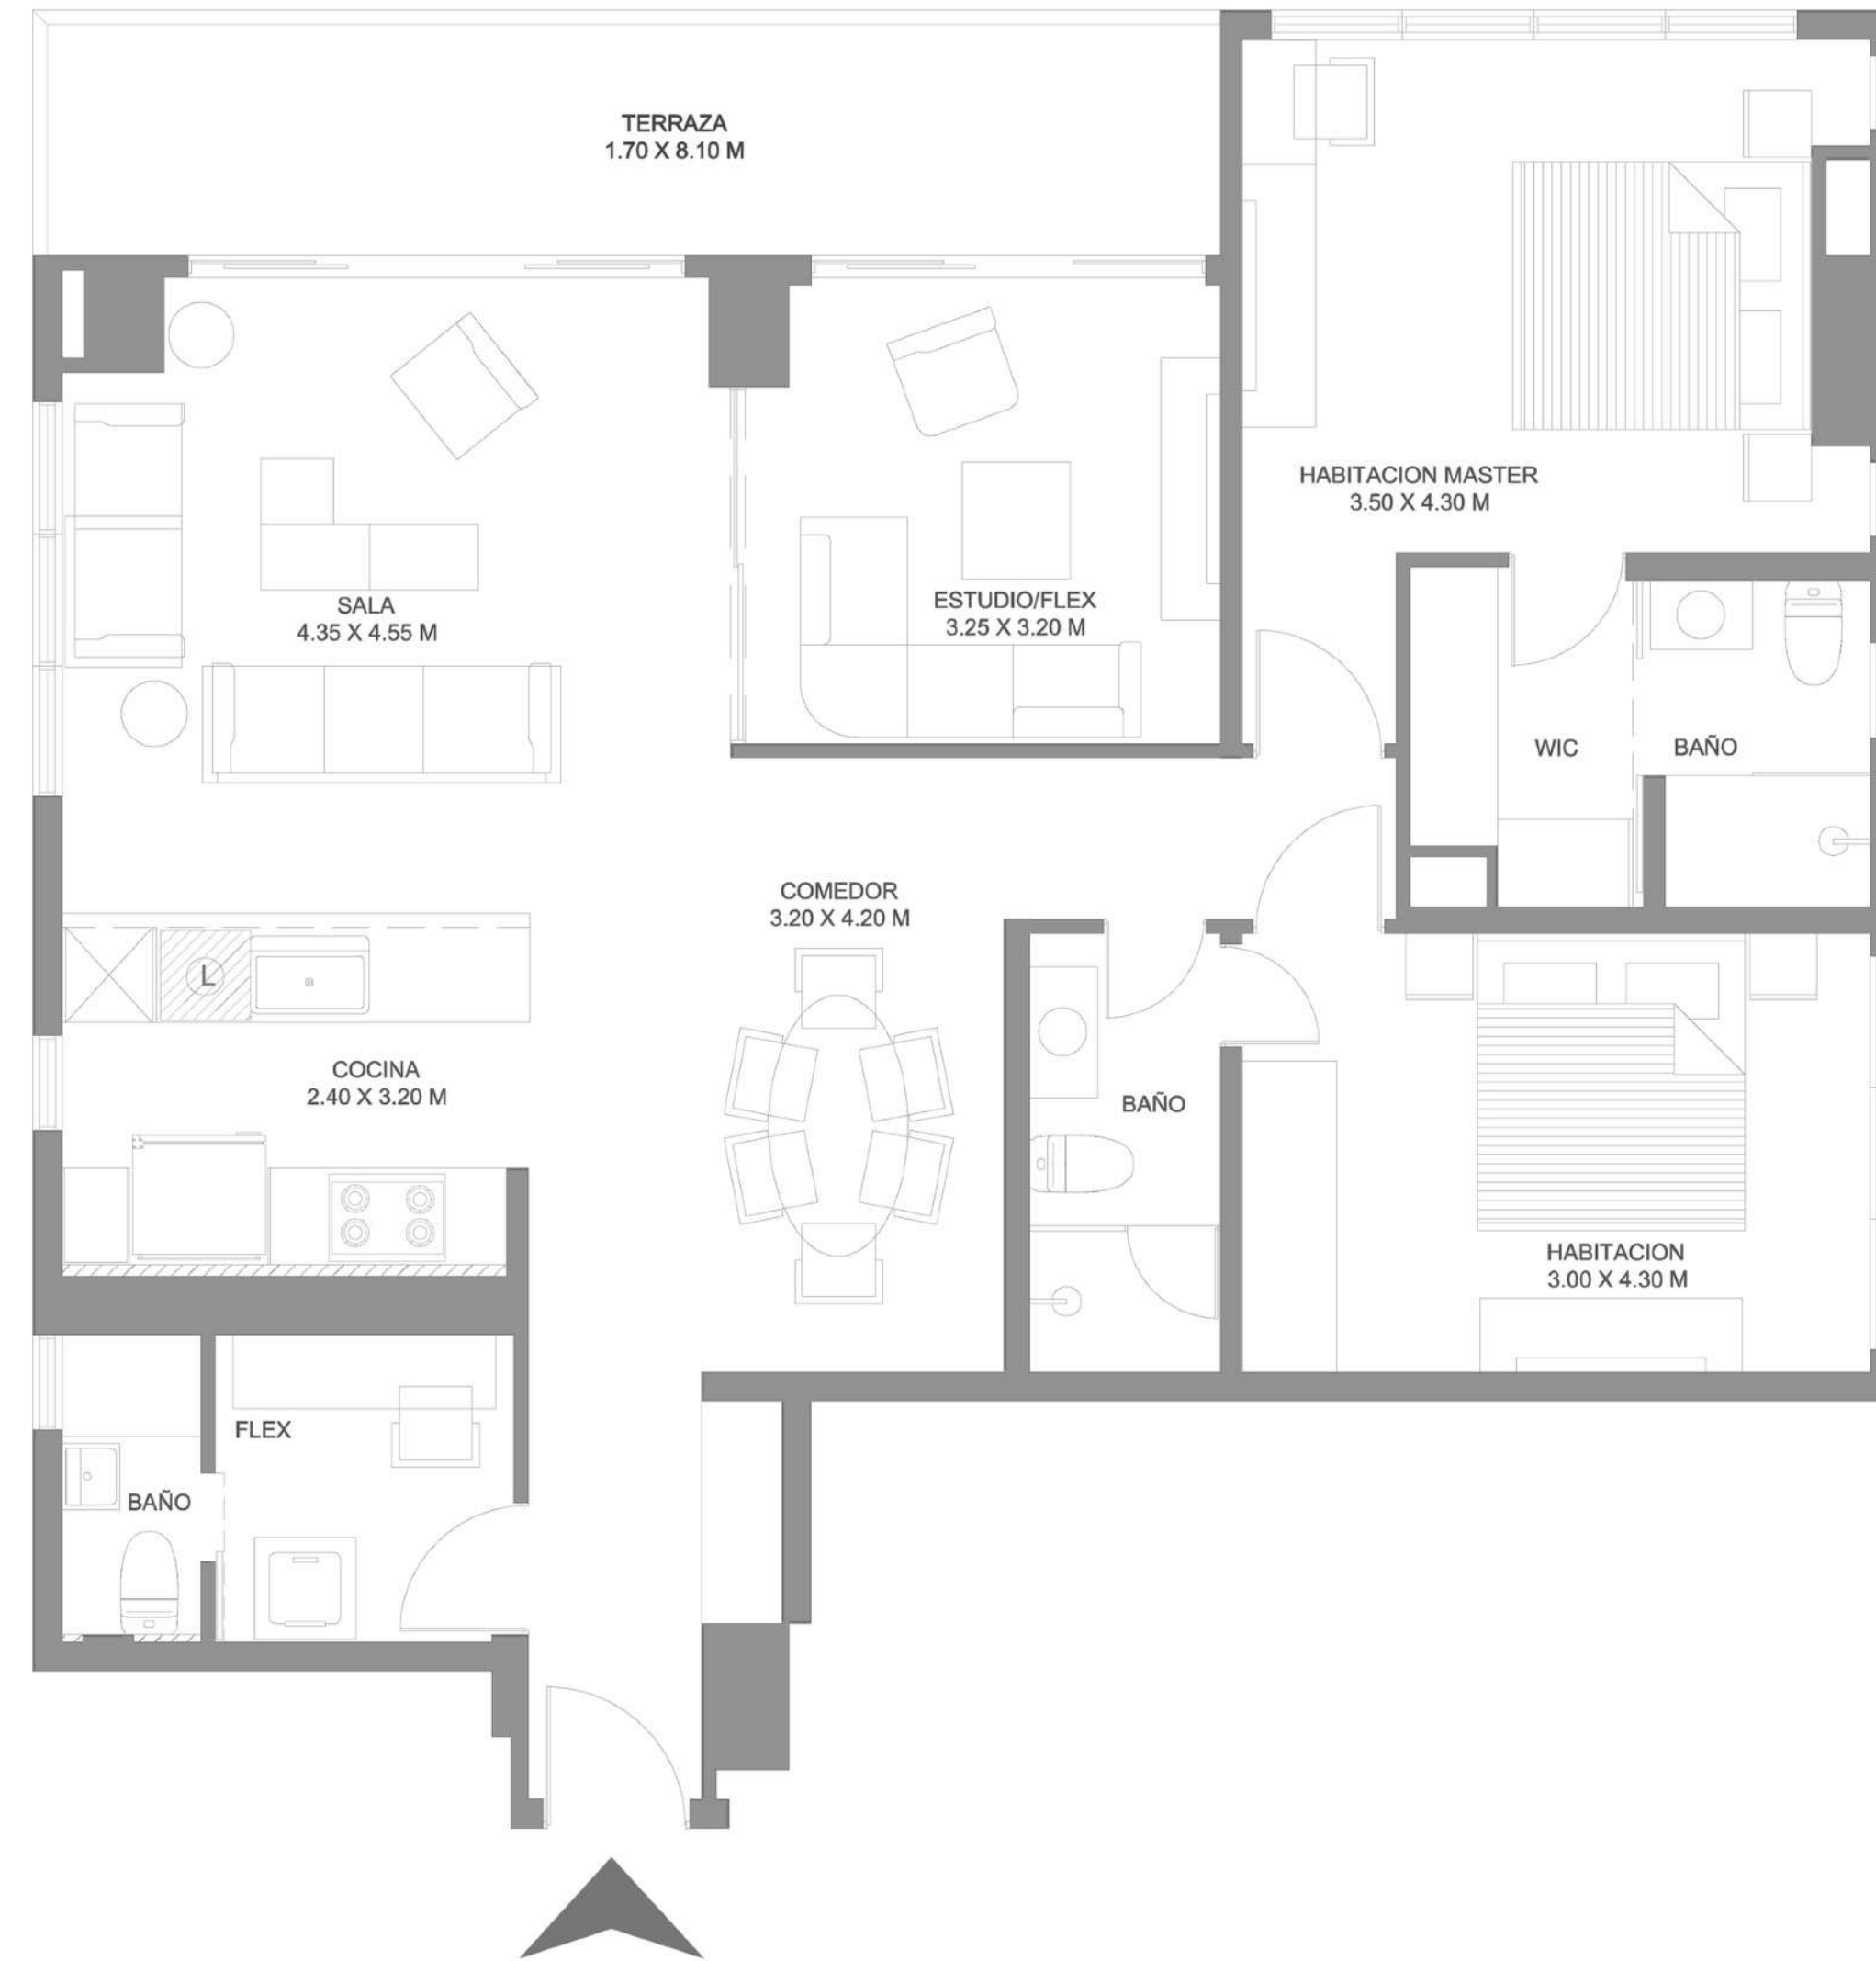 TERRAZA
1.70 X 8.10 M
HABITACION MASTER
3.50 X 4.30 M
SALA
4.35 X 4.55 M
ESTUDIO/FLEX
3.25 X 3.20 M
WIC
BAÑO
COMEDOR
3.20 X 4.20 M
L
COCINA
2.40 X 3.20 M
BAÑO
HABITACION
3.00 X 4.30 M
FLEX
BAÑO